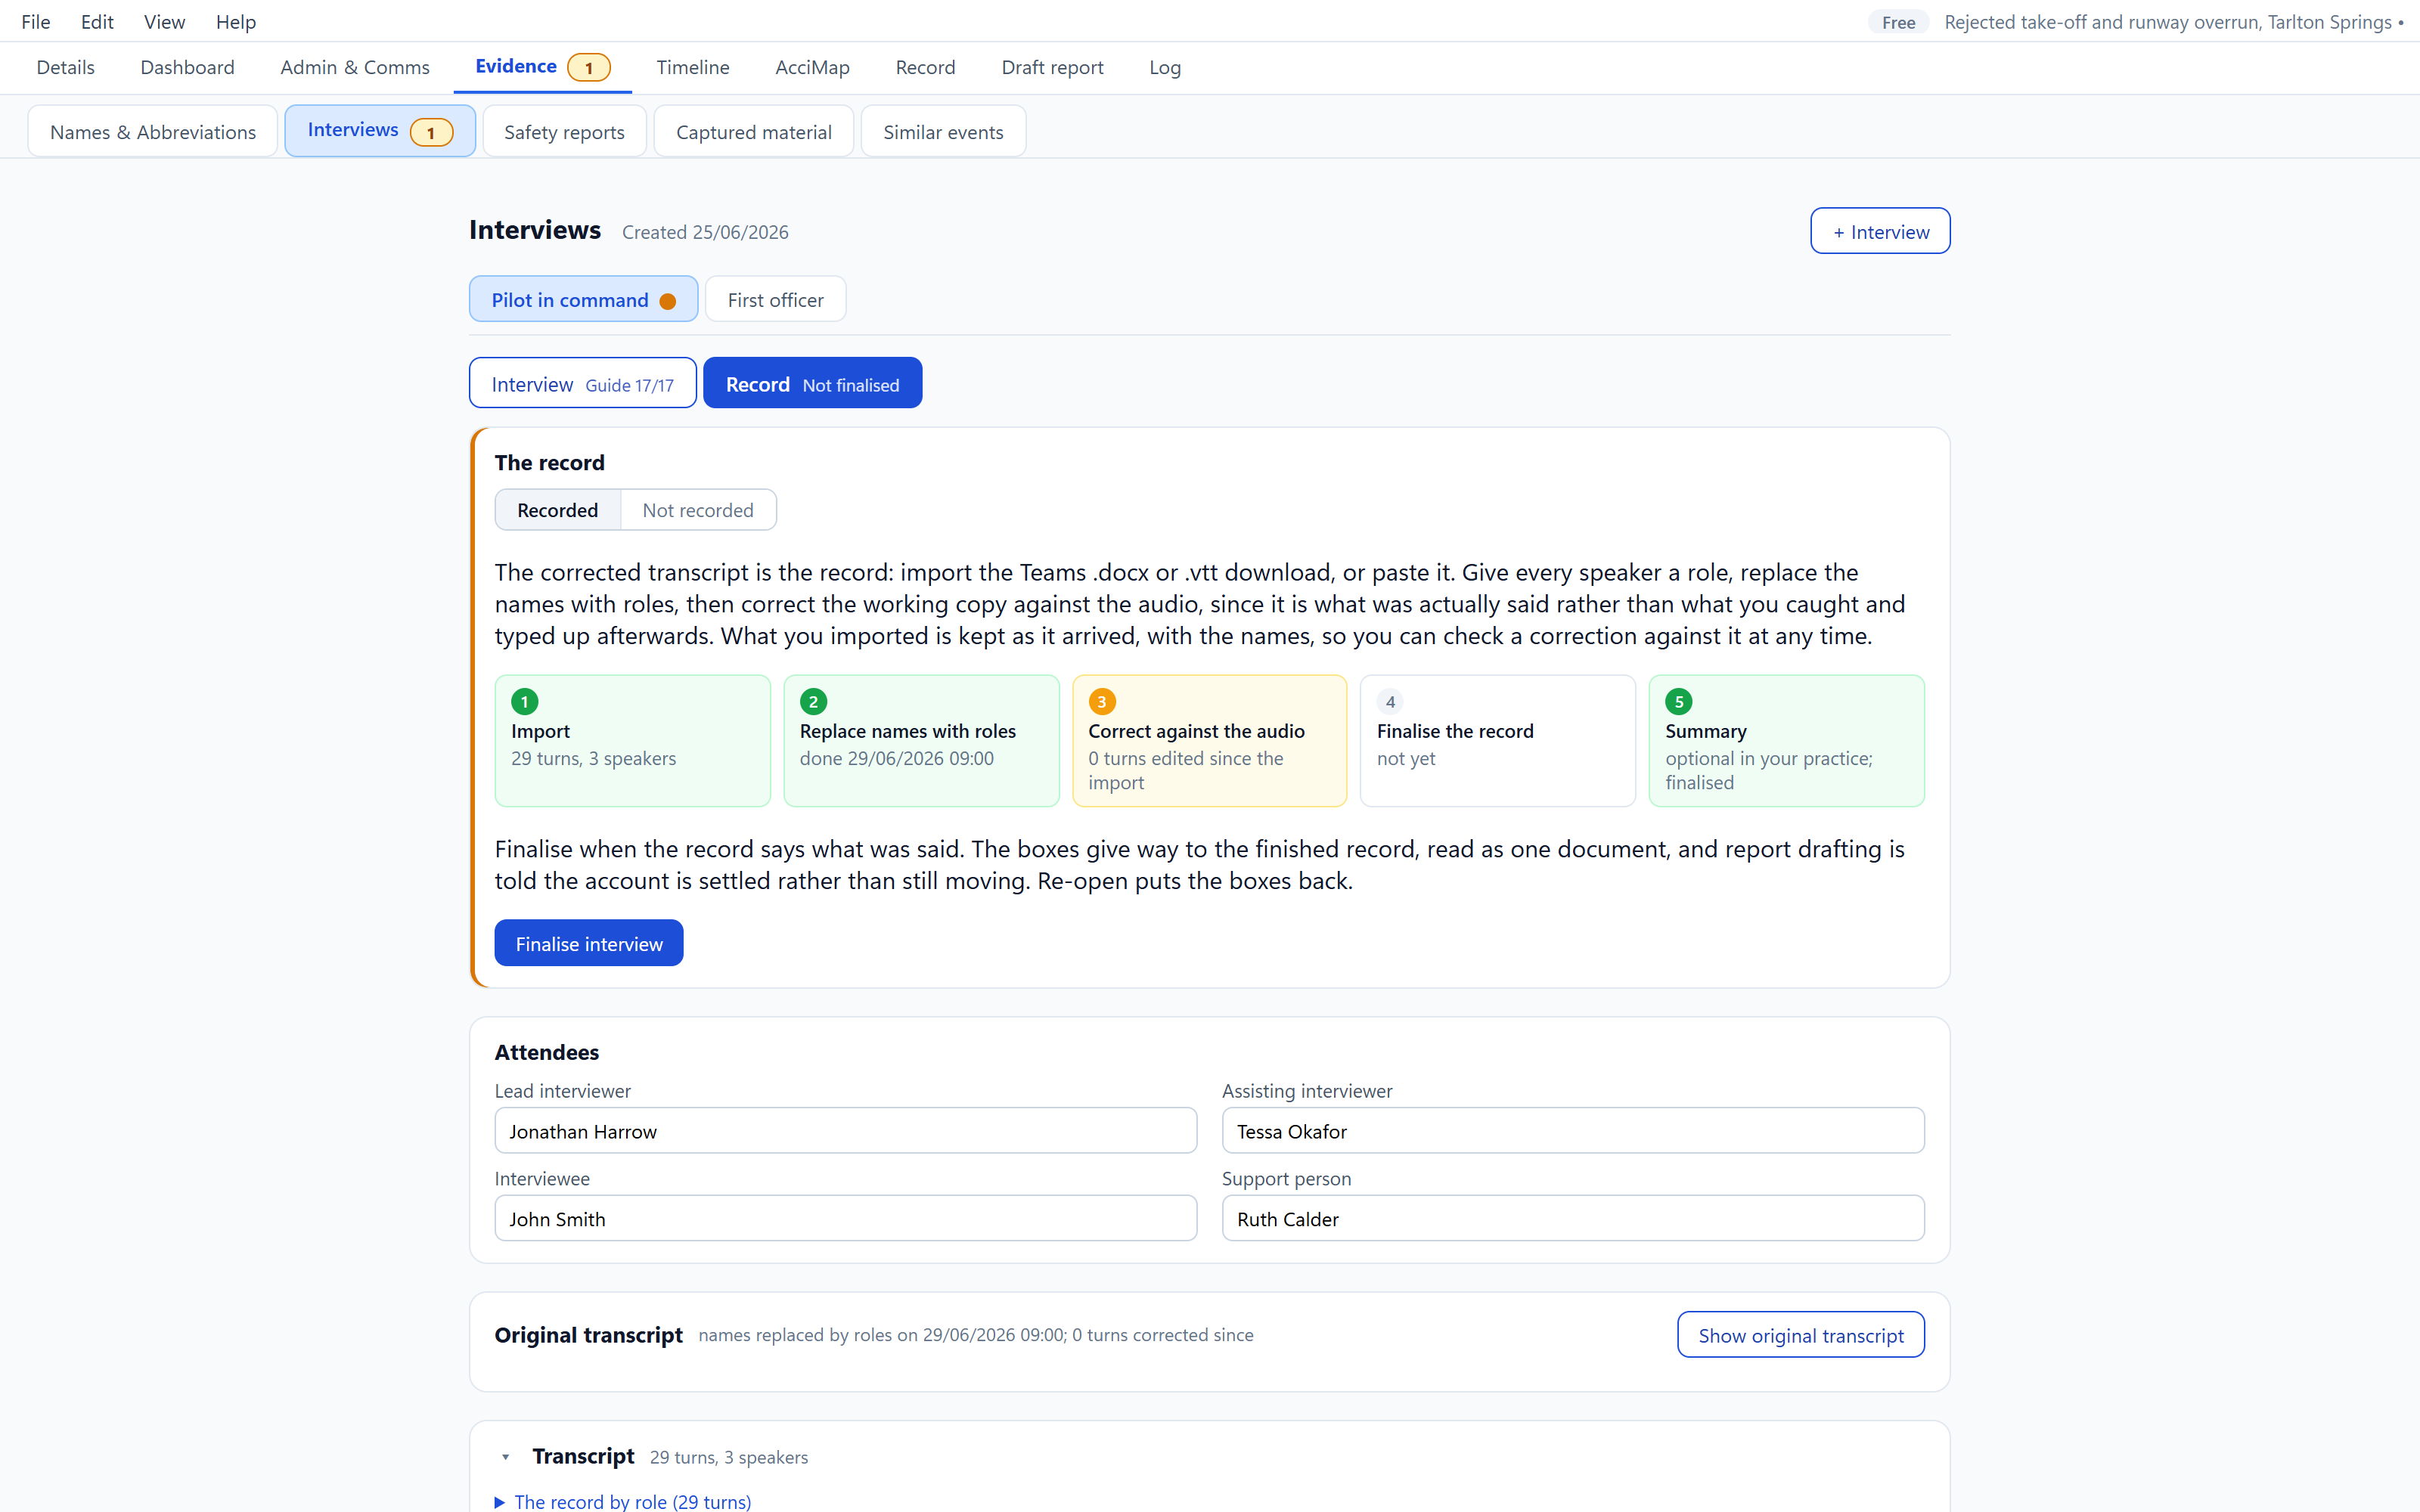 File Edit View Help Free Rejected take-off and runway overrun, Tarlton Springs •
Details Dashboard Admin & Comms Evidence 1 Timeline AcciMap Record Draft report Log
Names & Abbreviations Interviews 1 Safety reports Captured material Similar events
Interviews Created 25/06/2026 + Interview
Pilot in command First officer
Interview Guide 17/17 Record Not finalised
The record
Recorded Not recorded
The corrected transcript is the record: import the Teams .docx or .vtt download, or paste it. Give every speaker a role, replace the
names with roles, then correct the working copy against the audio, since it is what was actually said rather than what you caught and
typed up afterwards. What you imported is kept as it arrived, with the names, so you can check a correction against it at any time.
1
Import
29 turns, 3 speakers
2
Replace names with roles
done 29/06/2026 09:00
3
Correct against the audio
0 turns edited since the
import
4
Finalise the record
not yet
5
Summary
optional in your practice;
finalised
Finalise when the record says what was said. The boxes give way to the finished record, read as one document, and report drafting is
told the account is settled rather than still moving. Re-open puts the boxes back.
Finalise interview
Attendees
Lead interviewer
Jonathan Harrow
Assisting interviewer
Tessa Okafor
Interviewee
John Smith
Support person
Ruth Calder
Original transcript names replaced by roles on 29/06/2026 09:00; 0 turns corrected since Show original transcript
▾ Transcript 29 turns, 3 speakers
▶ The record by role (29 turns)